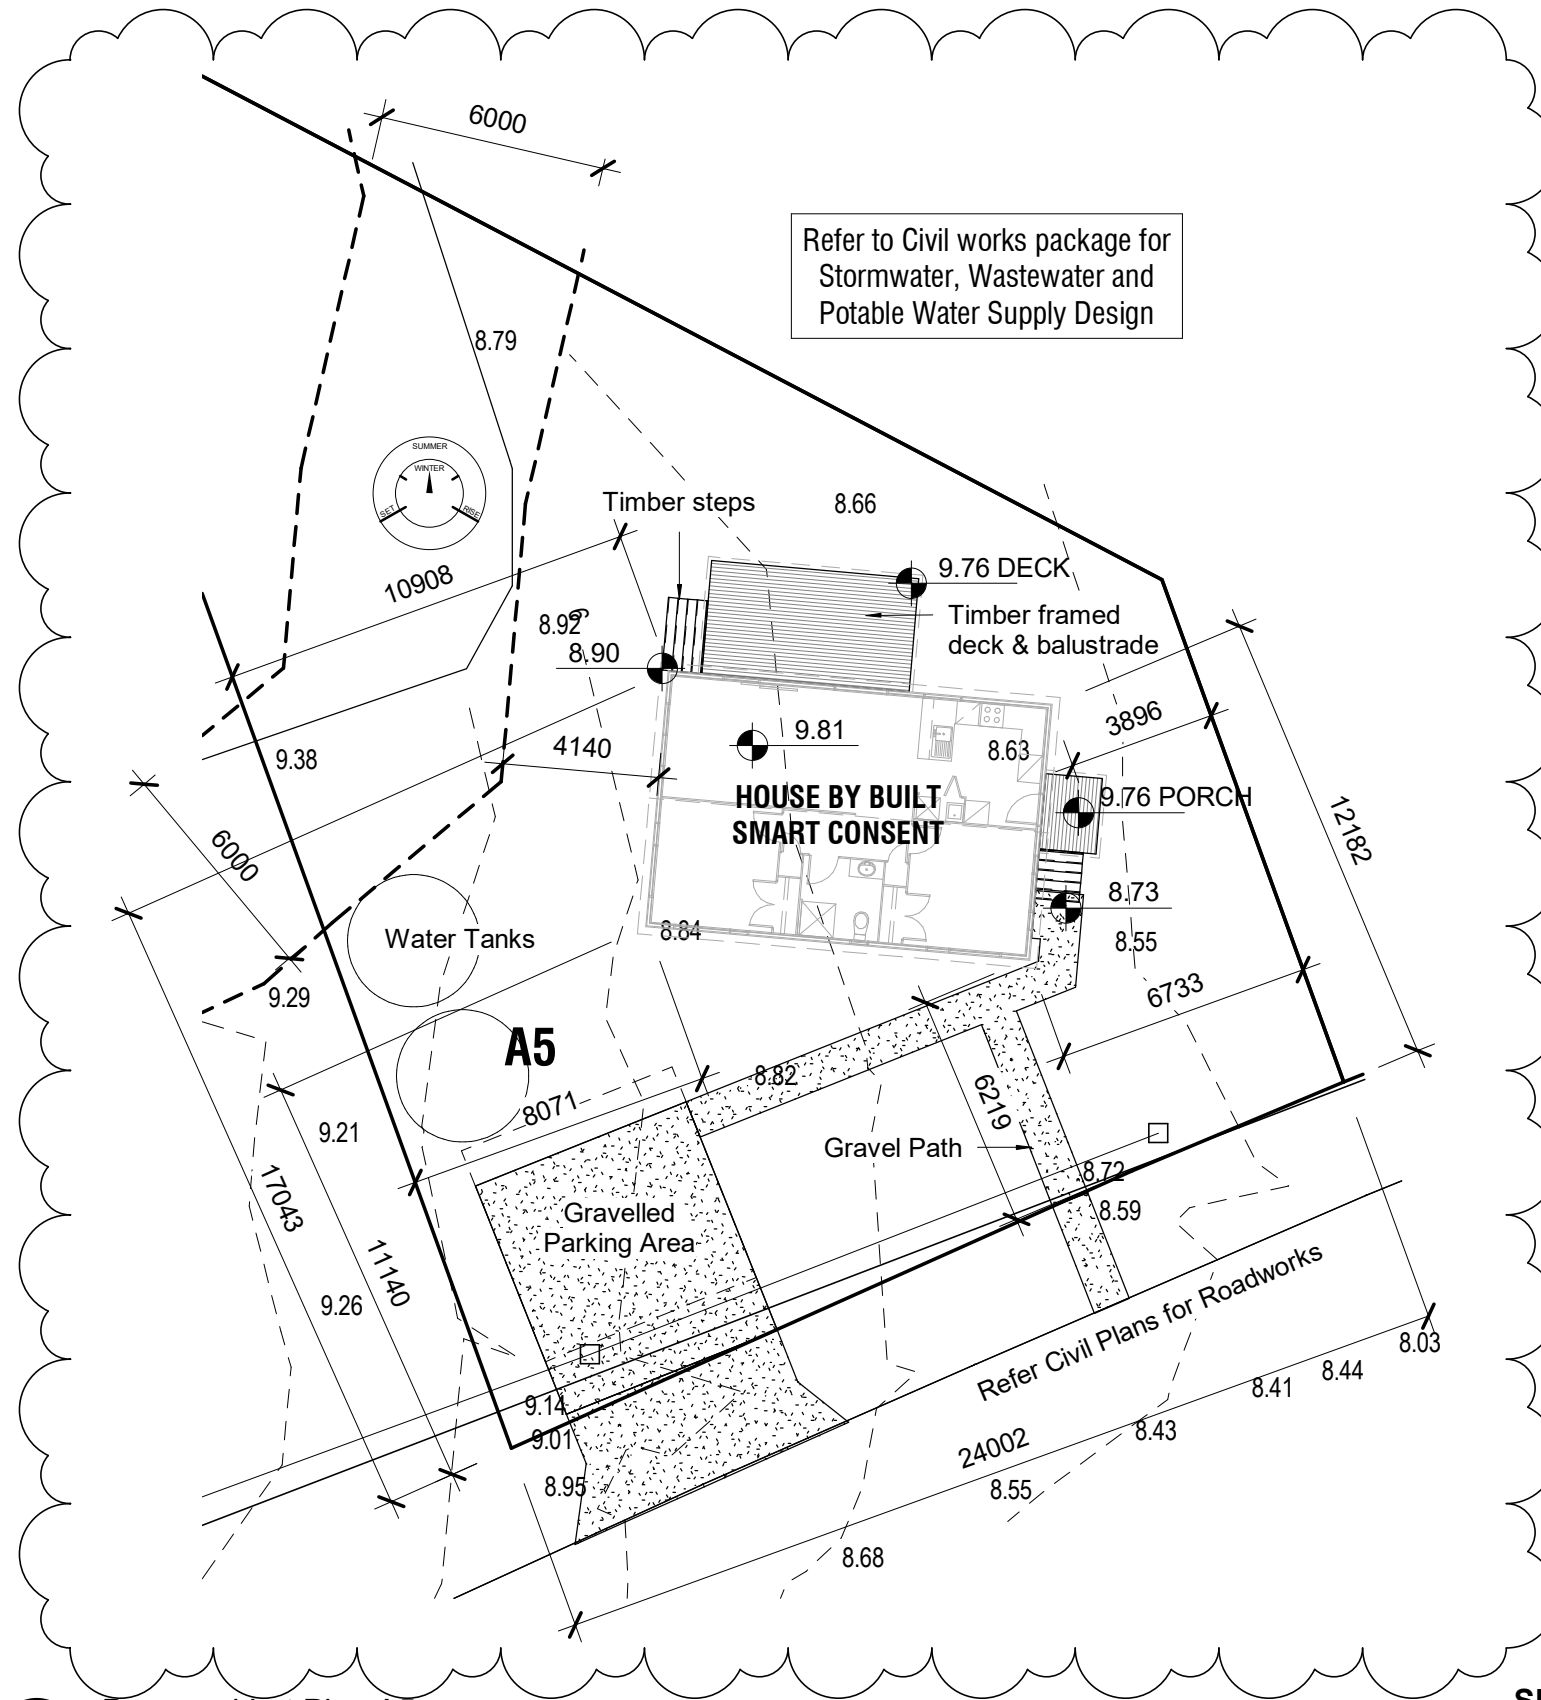 6000
Refer to Civil works package for
Stormwater, Wastewater and
Potable Water Supply Design
8.79
SUMMER
WINTER
SET
RISE
Timber steps
8.66
10908
9.76 DECK
Timber framed
deck & balustrade
8.92
9
8.90
9.81
3896
9.38
4140
8.63
HOUSE BY BUILT
SMART CONSENT
9.76 PORCH
12182
6000
8.73
8.84
8.55
Water Tanks
9.29
6733
A5
8.82
8071
6219
9.21
Gravel Path
8.72
17043
Gravelled
Parking Area
8.59
11140
9.26
Refer Civil Plans for Roadworks
8.03
8.44
8.41
9.14
9.01
8.43
24002
8.95
8.55
8.68